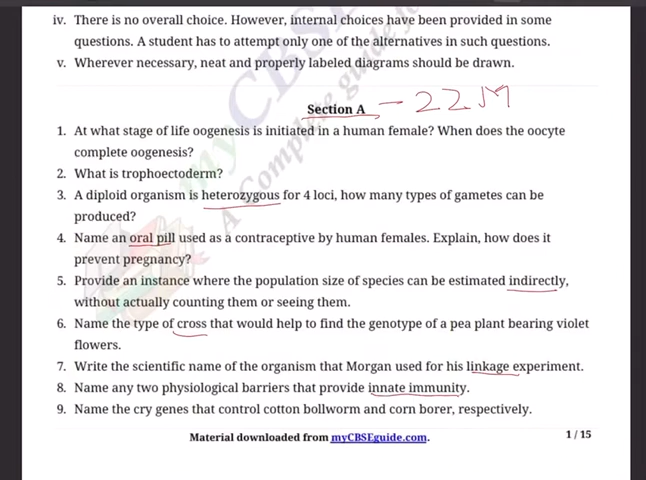 iv. There is no overall choice. However, internal choices have been provided in some
questions. A student has to attempt only one of the alternatives in such questions.
v. Wherever necessary, neat and properly labeled diagrams should be drawn.
Section A - 22 M
1. At what stage of life oogenesis is initiated in a human female? When does the oocyte
complete oogenesis?
2. What is trophoectoderm?
3. A diploid organism is heterozygous for 4 loci, how many types of gametes can be
produced?
4. Name an oral pill used as a contraceptive by human females. Explain, how does it
prevent pregnancy?
5. Provide an instance where the population size of species can be estimated indirectly,
without actually counting them or seeing them.
6. Name the type of cross that would help to find the genotype of a pea plant bearing violet
flowers.
7. Write the scientific name of the organism that Morgan used for his linkage experiment.
8. Name any two physiological barriers that provide innate immunity.
9. Name the cry genes that control cotton bollworm and corn borer, respectively.
Material downloaded from myCBSEguide.com. 1 / 15
myCBSE
A Complete guide fo